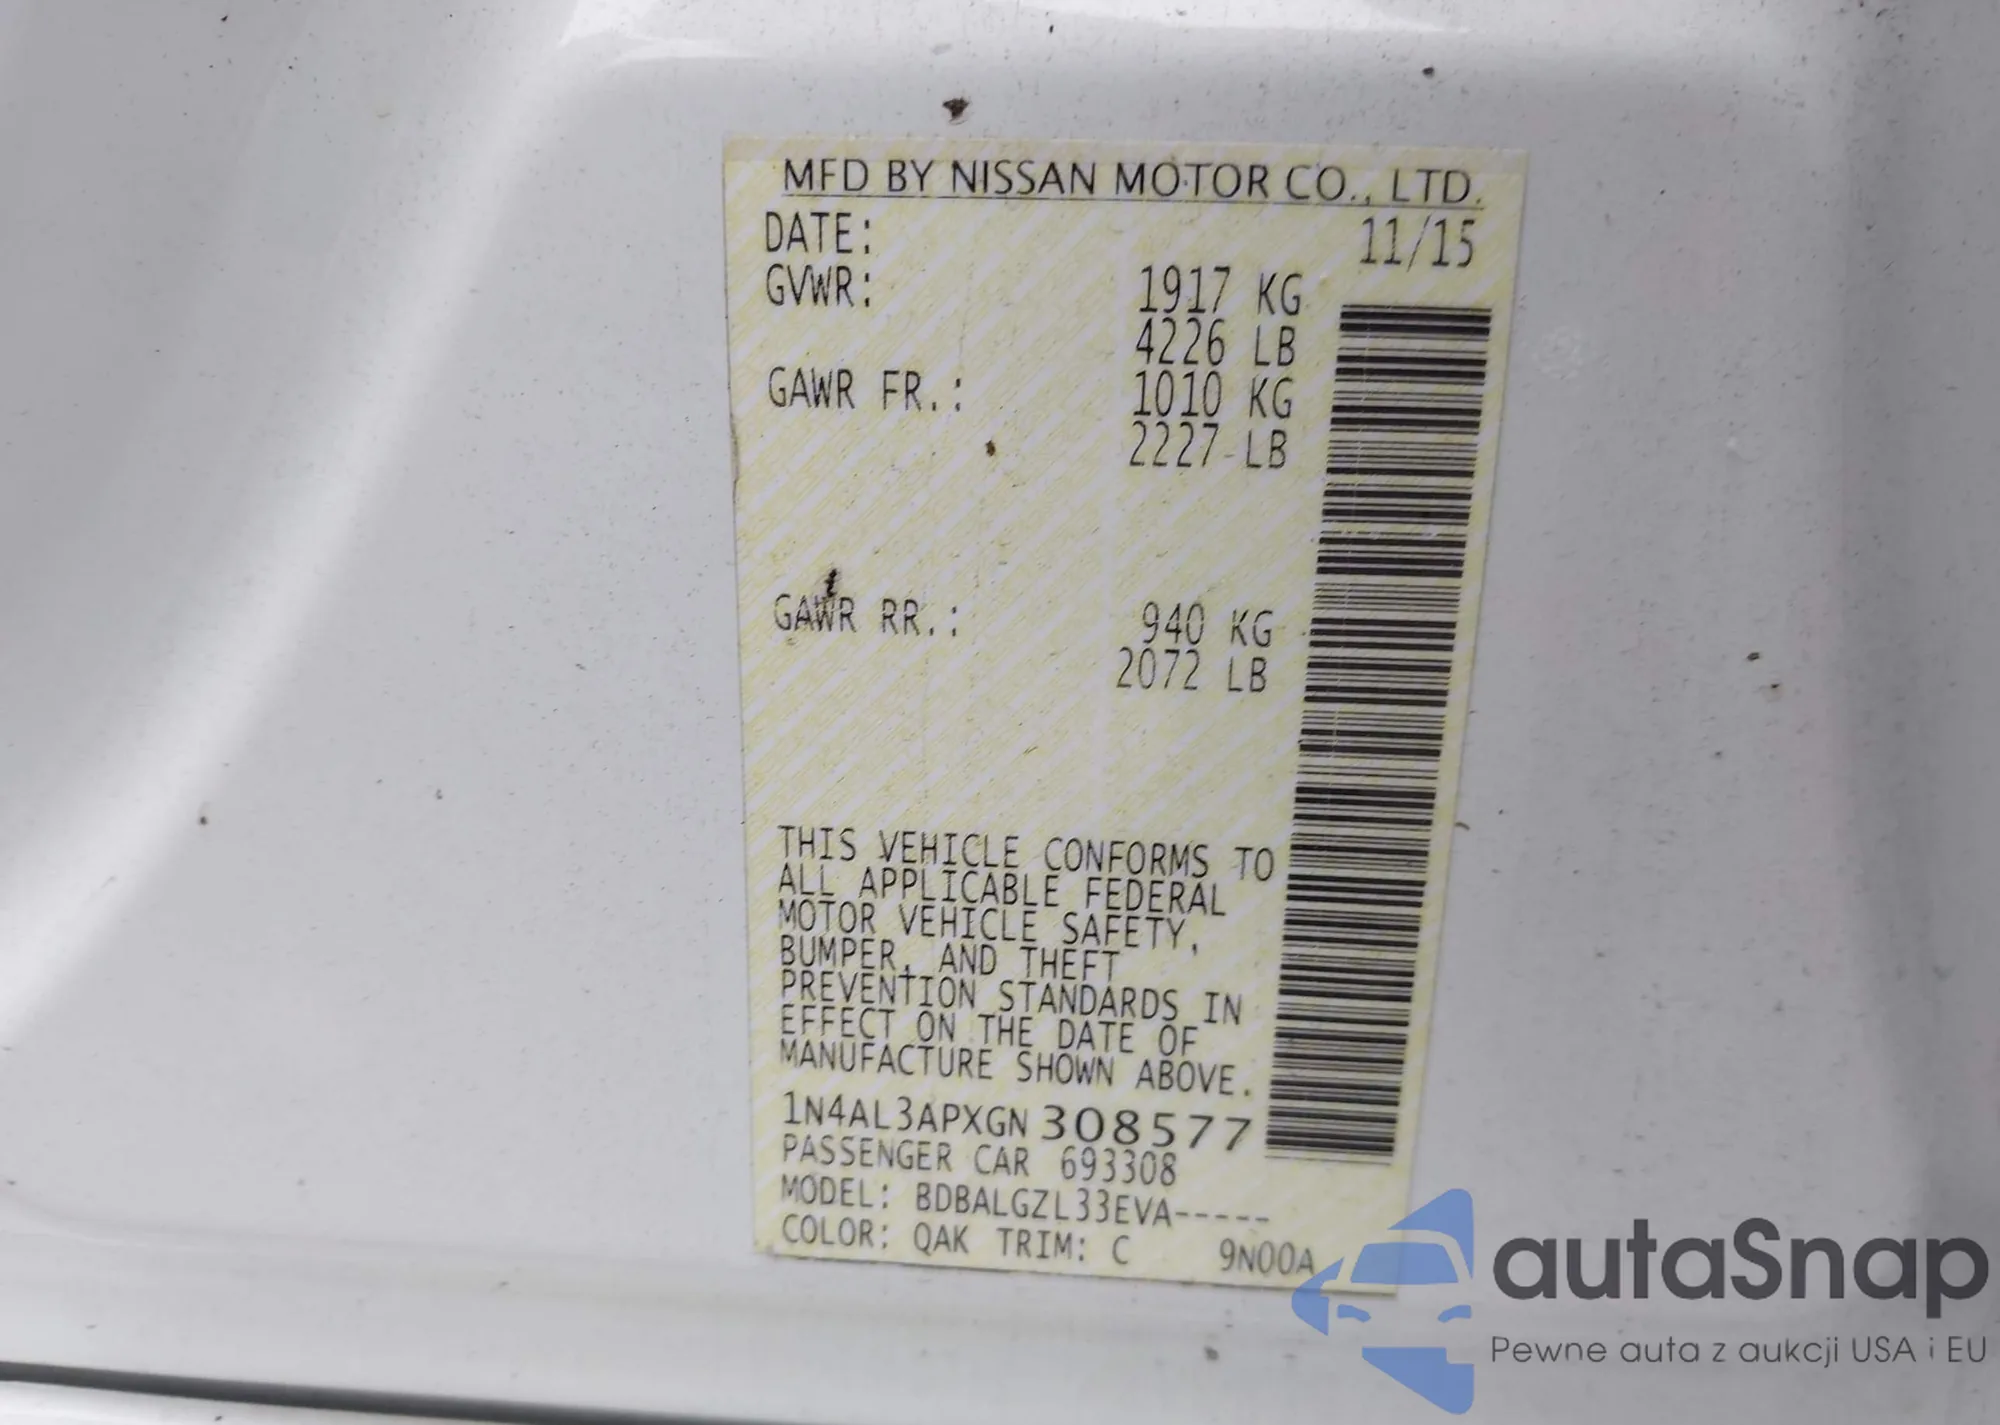 MFD BY NISSAN MOTOR CO., LTD.
DATE: 11/15
GVWR: 1917 KG
4226 LB
GAWR FR.: 1010 KG
2227 LB
GAWR RR.: 940 KG
2072 LB
THIS VEHICLE CONFORMS TO
ALL APPLICABLE FEDERAL
MOTOR VEHICLE SAFETY,
BUMPER, AND THEFT
PREVENTION STANDARDS IN
EFFECT ON THE DATE OF
MANUFACTURE SHOWN ABOVE.
1N4AL3APXGN308577
PASSENGER CAR 693308
MODEL: BDBALGZL33EVA-----
COLOR: QAK TRIM: C 9N00A
autaSnap
Pewne auta z aukcji USA i EU